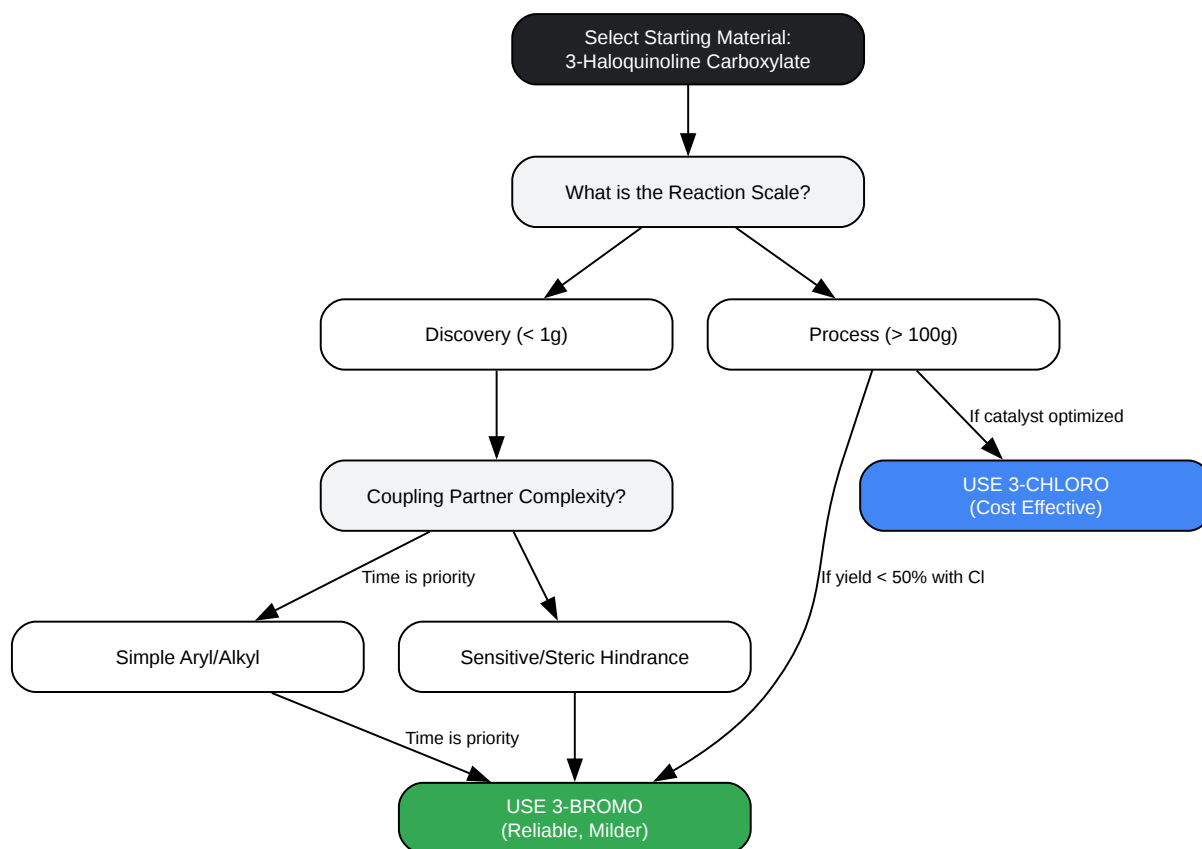 Select Starting Material:
3-Haloquinoline Carboxylate
What is the Reaction Scale?
Discovery (< 1g)
Process (> 100g)
If catalyst optimized
Coupling Partner Complexity?
USE 3-CHLORO
(Cost Effective)
Time is priority
If yield < 50% with Cl
Simple Aryl/Alkyl
Sensitive/Steric Hindrance
Time is priority
USE 3-BROMO
(Reliable, Milder)